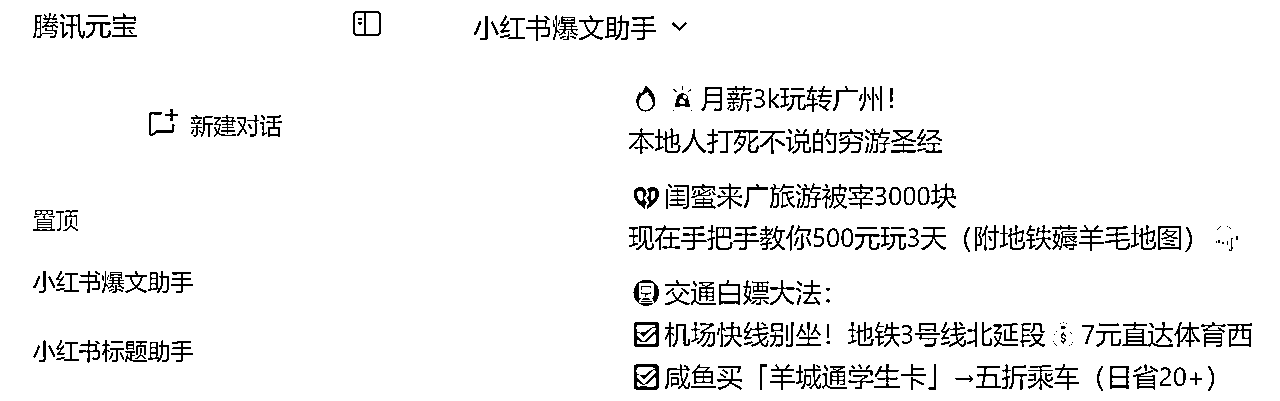 腾讯元宝
小红书爆文助手
新建对话
置顶
小红书爆文助手
小红书标题助手
月薪3k玩转广州！
本地人打死不说的穷游圣经
闺蜜来广旅游被宰3000块
现在手把手教你500元玩3天（附地铁薅羊毛地图）
交通白嫖大法：
机场快线别坐！地铁3号线北延段💰7元直达体育西
咸鱼买「羊城通学生卡」→五折乘车（日省20+）